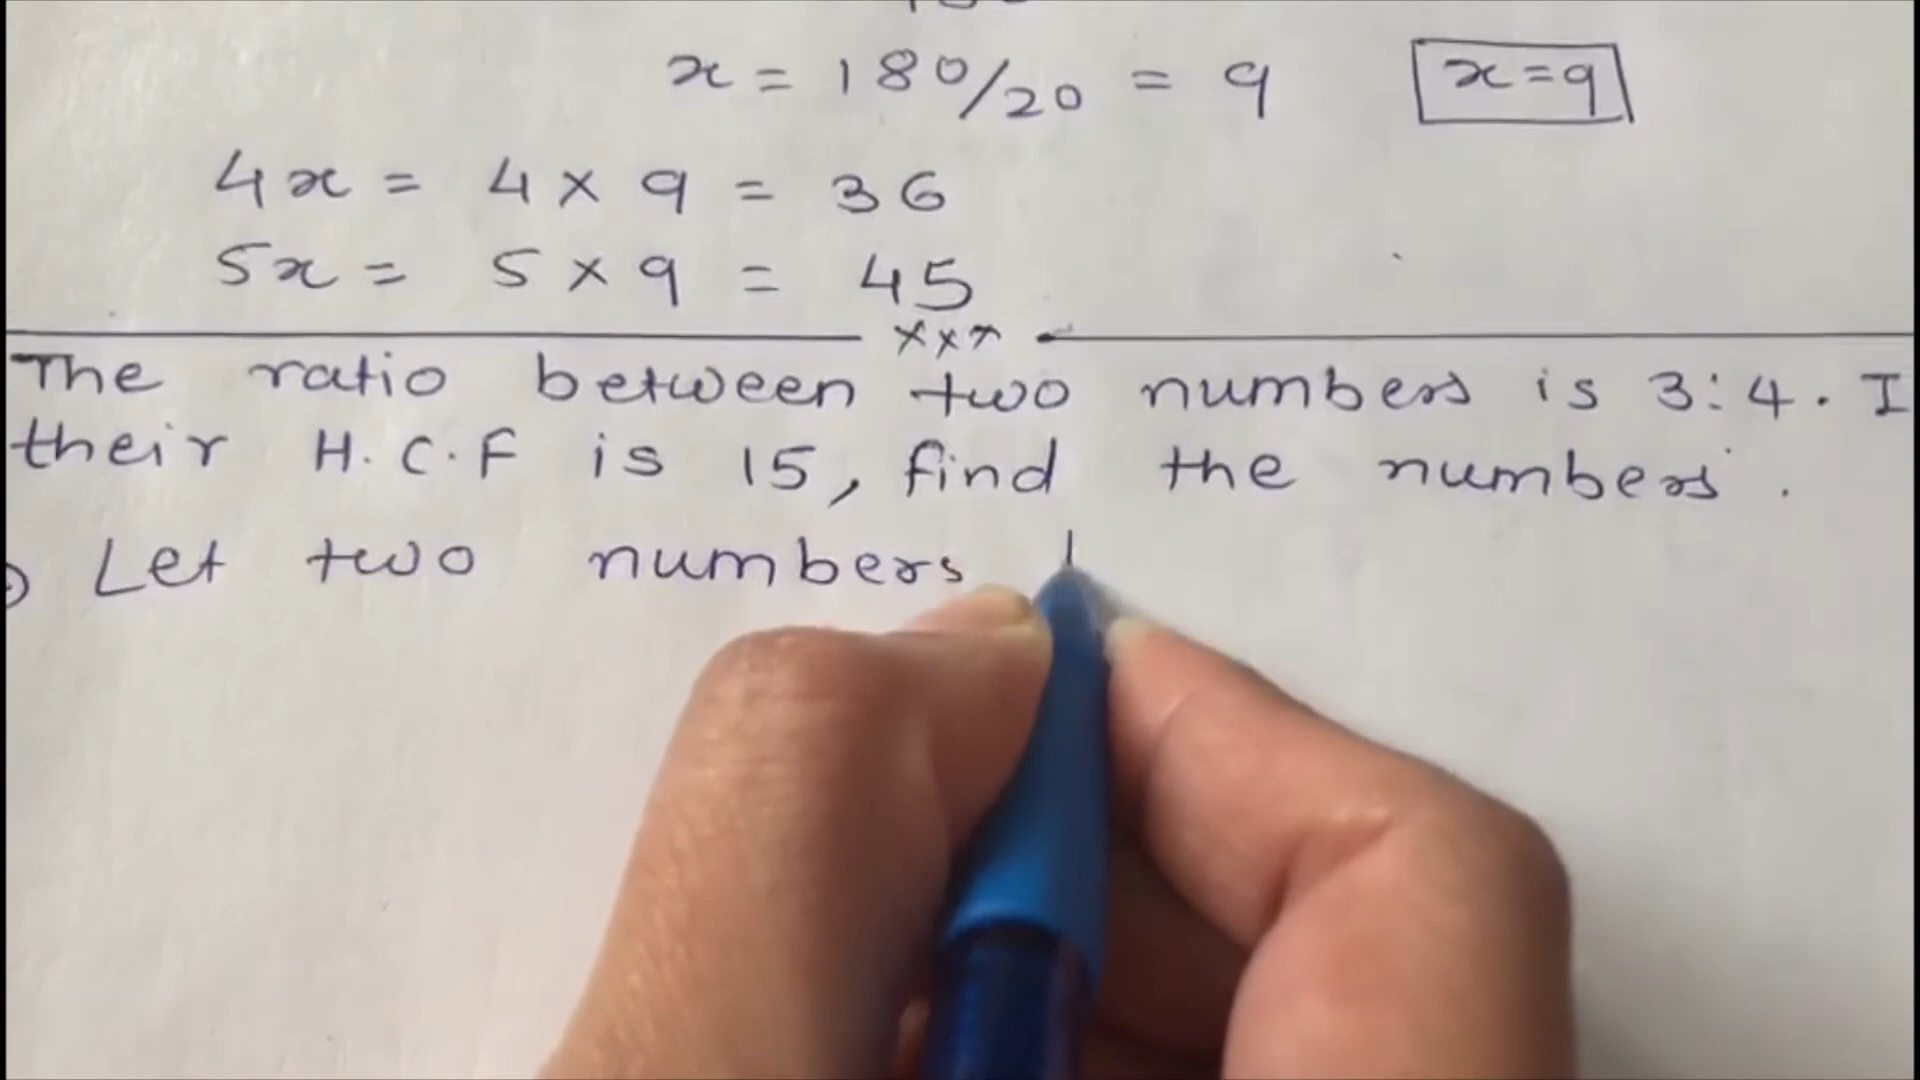 x = 180/20 = 9 x=9
4x = 4 × 9 = 36
5x = 5 × 9 = 45
×××
The ratio between two numbers is 3:4. I
their H.C.F is 15, find the numbers.
Let two numbers